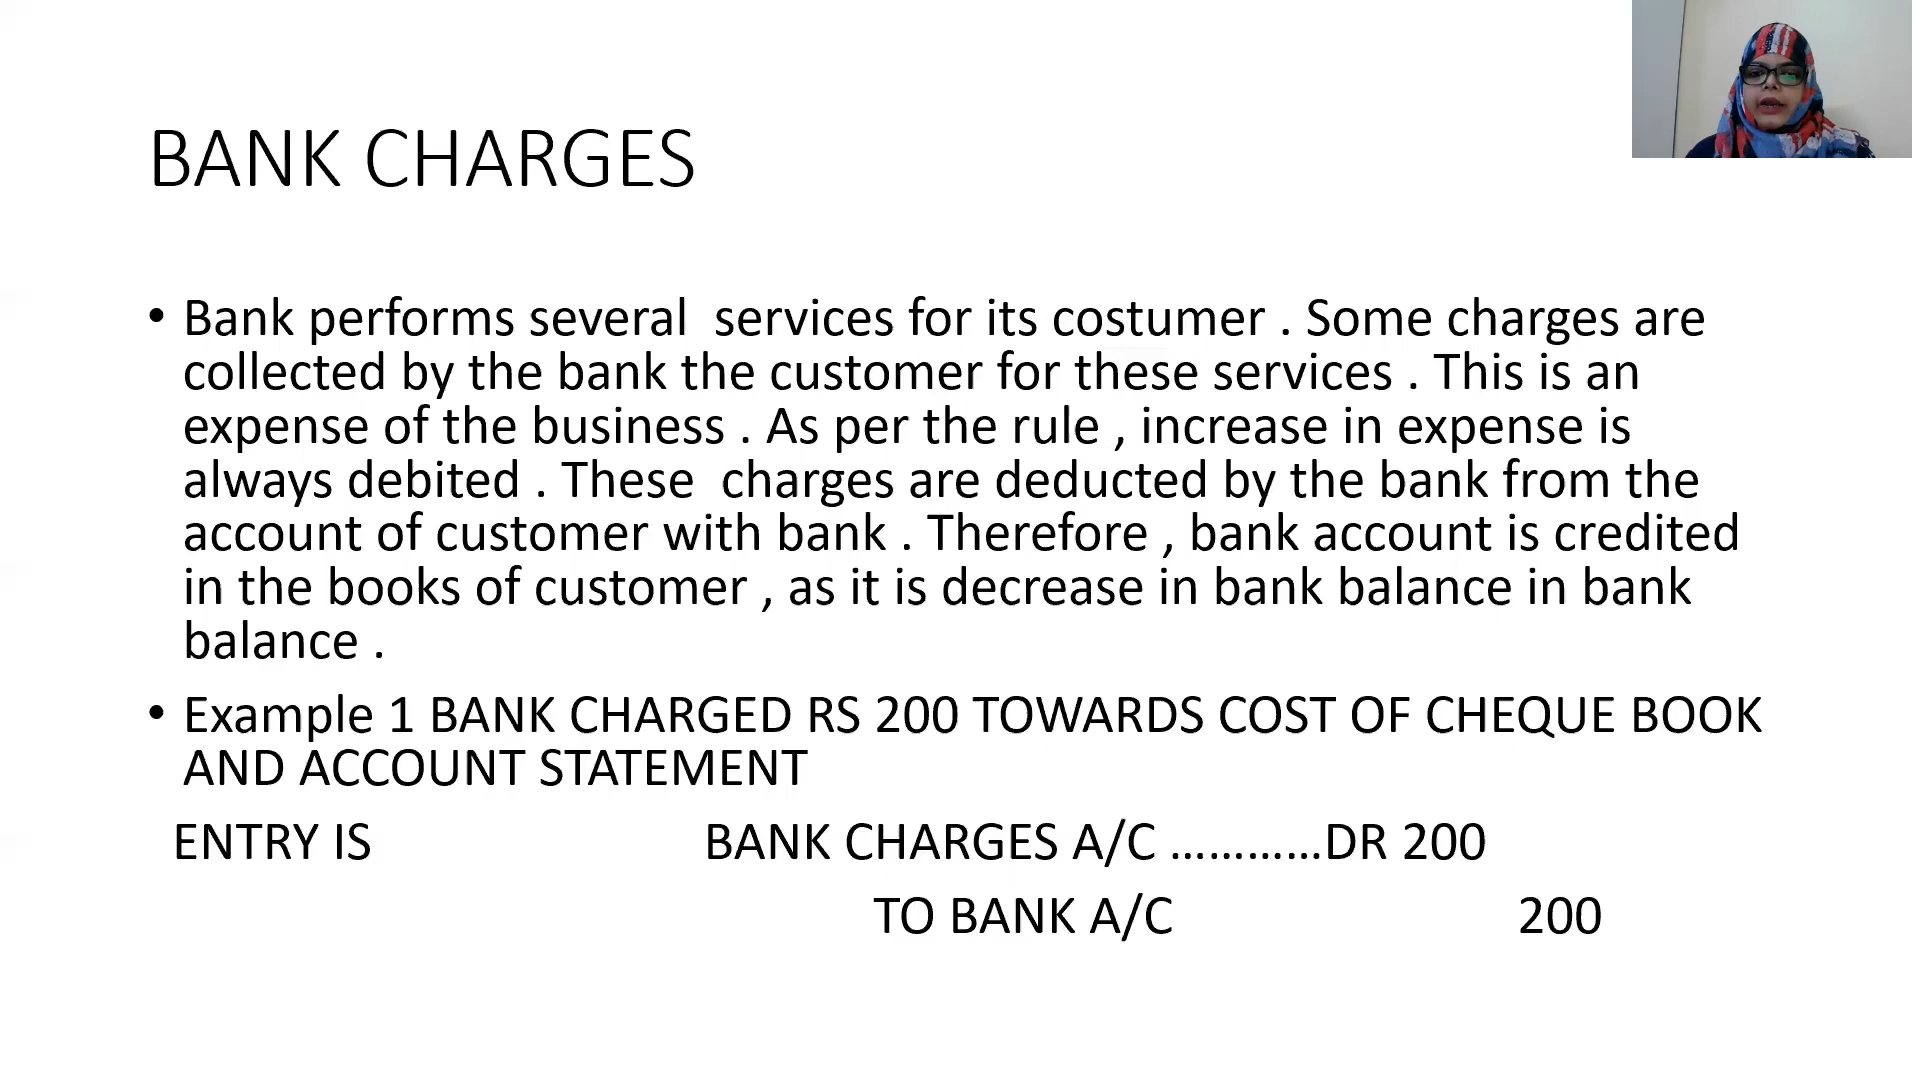 BANK CHARGES
• Bank performs several  services for its costumer . Some charges are
collected by the bank the customer for these services . This is an
expense of the business . As per the rule , increase in expense is
always debited . These  charges are deducted by the bank from the
account of customer with bank . Therefore , bank account is credited
in the books of customer , as it is decrease in bank balance in bank
balance .
• Example 1 BANK CHARGED RS 200 TOWARDS COST OF CHEQUE BOOK
AND ACCOUNT STATEMENT
ENTRY IS BANK CHARGES A/C …………DR 200
TO BANK A/C 200